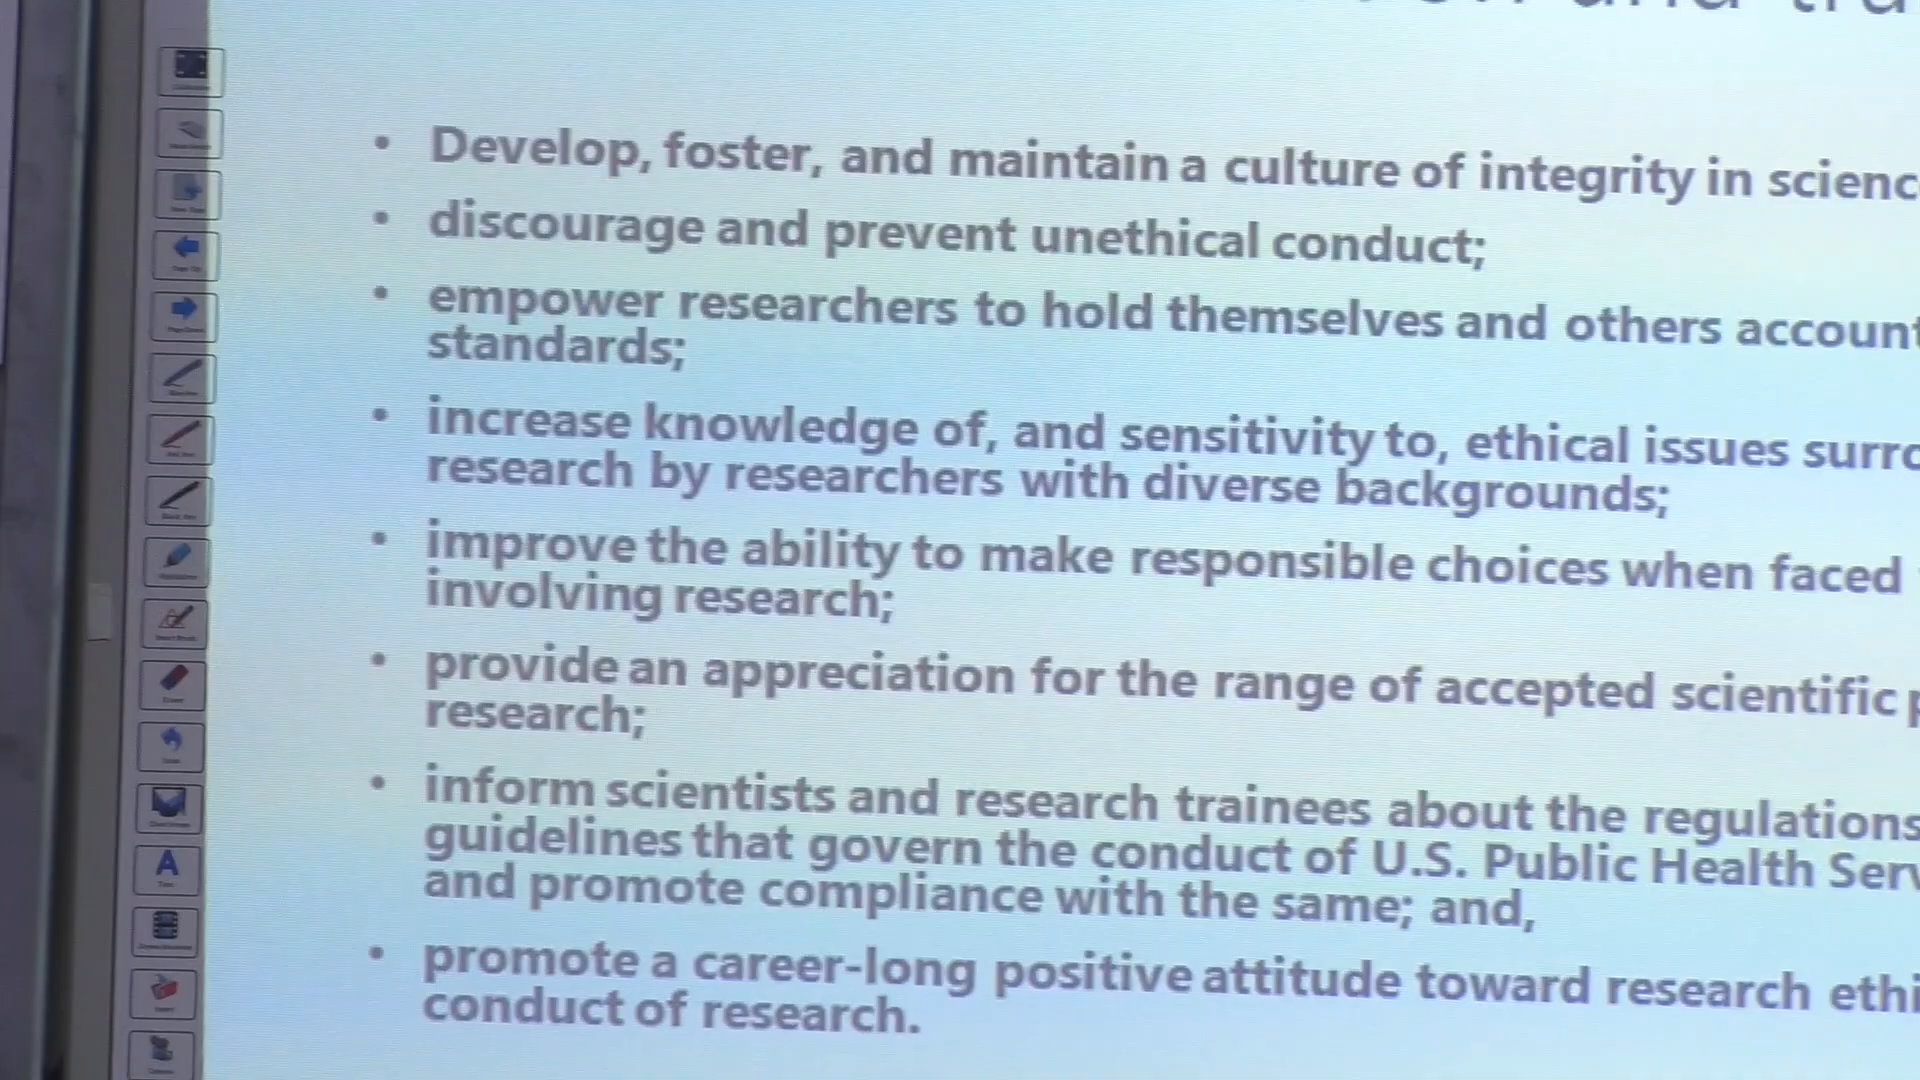 and
Develop, foster, and maintain a culture of integrity in scienc
discourage and prevent unethical conduct;
empower researchers to hold themselves and others account
standards;
increase knowledge of, and sensitivity to, ethical issues surro
research by researchers with diverse backgrounds;
improve the ability to make responsible choices when faced
involving research;
provide an appreciation for the range of accepted scientific p
research;
inform scientists and research trainees about the regulations
guidelines that govern the conduct of U.S. Public Health Serv
and promote compliance with the same; and,
promote a career-long positive attitude toward research ethi
conduct of research.
A